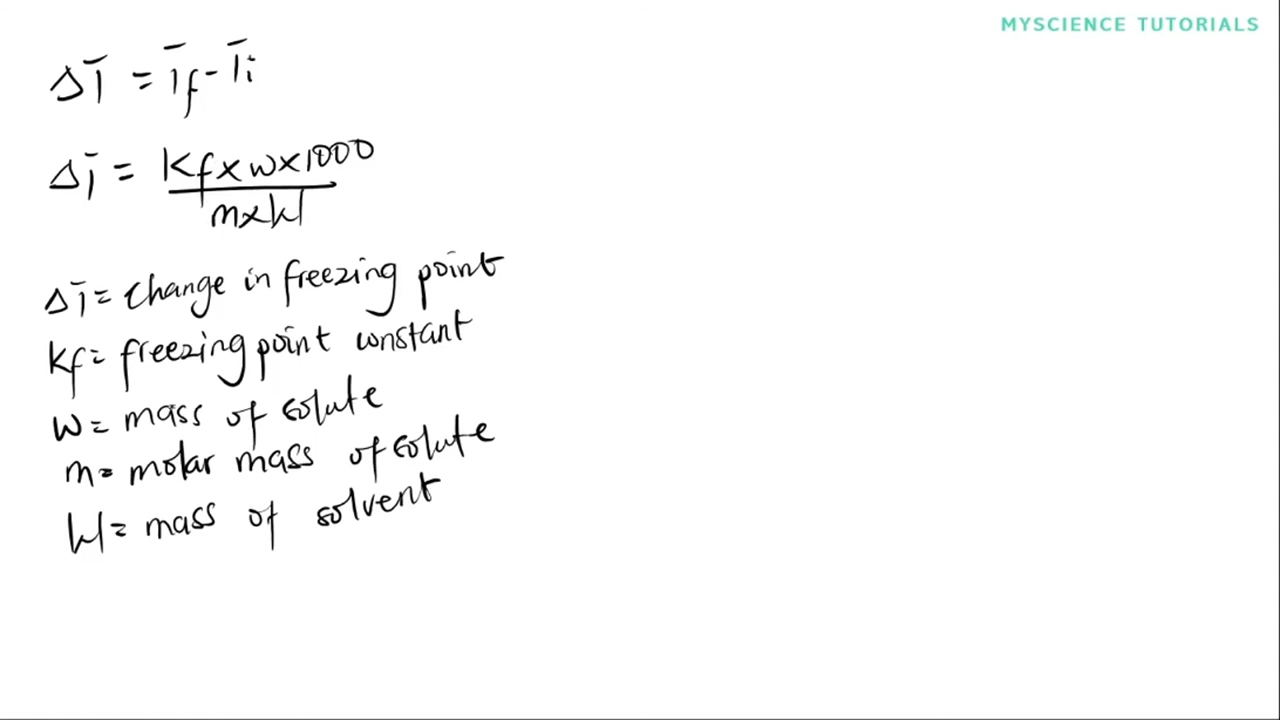 MYSCIENCE TUTORIALS
ΔT = Tf - Ti
ΔT = Kf x w x 1000
m x W
ΔT = change in freezing point
Kf = freezing point constant
w = mass of solute
m = molar mass of solute
W = mass of solvent